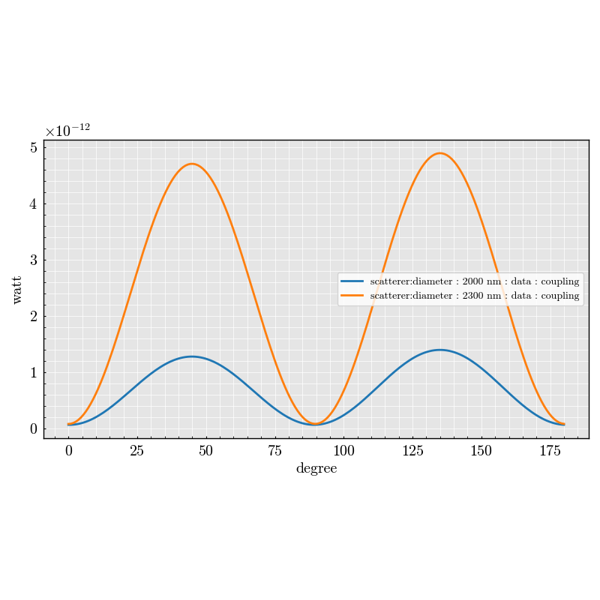 ×10⁻¹²
5
4
3
2
1
0
watt
scatterer:diameter : 2000 nm : data : coupling
scatterer:diameter : 2300 nm : data : coupling
0 25 50 75 100 125 150 175
degree